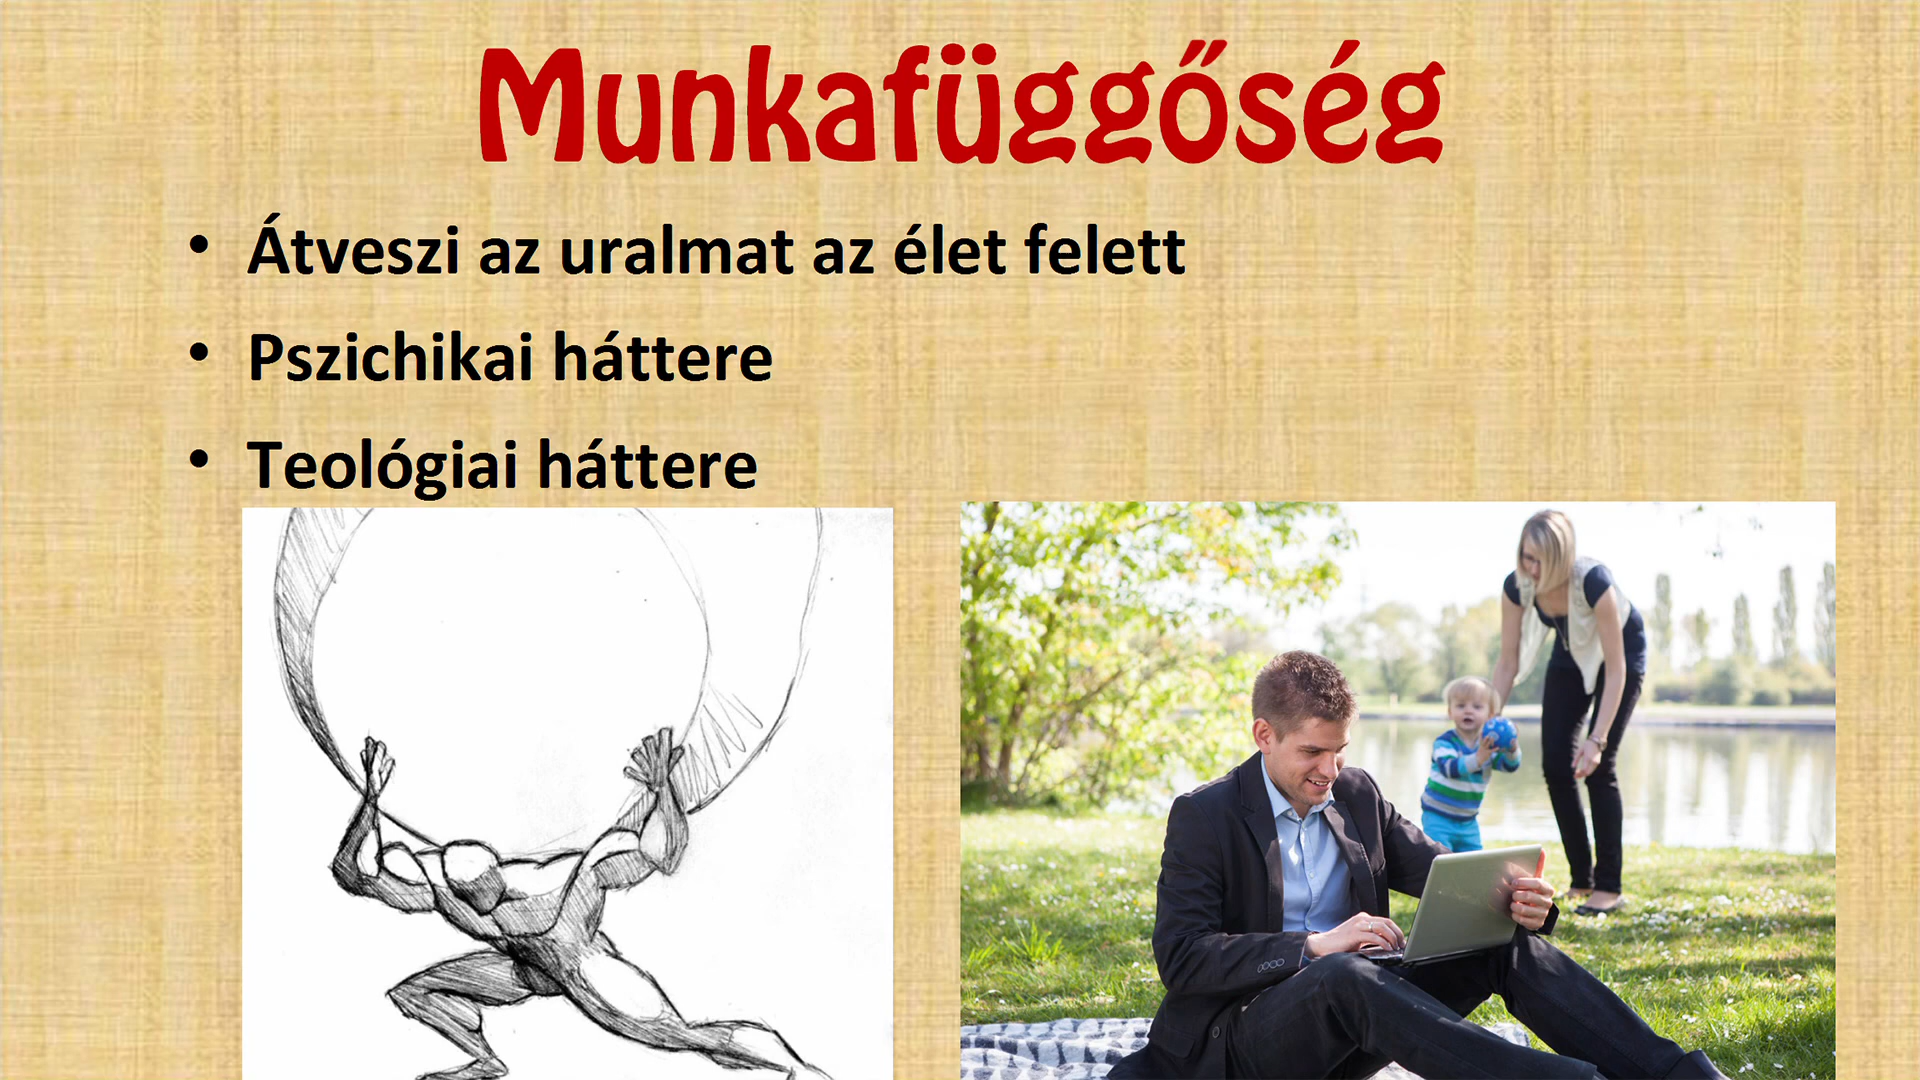 Munkafüggőség
• Átveszi az uralmat az élet felett
• Pszichikai háttere
• Teológiai háttere